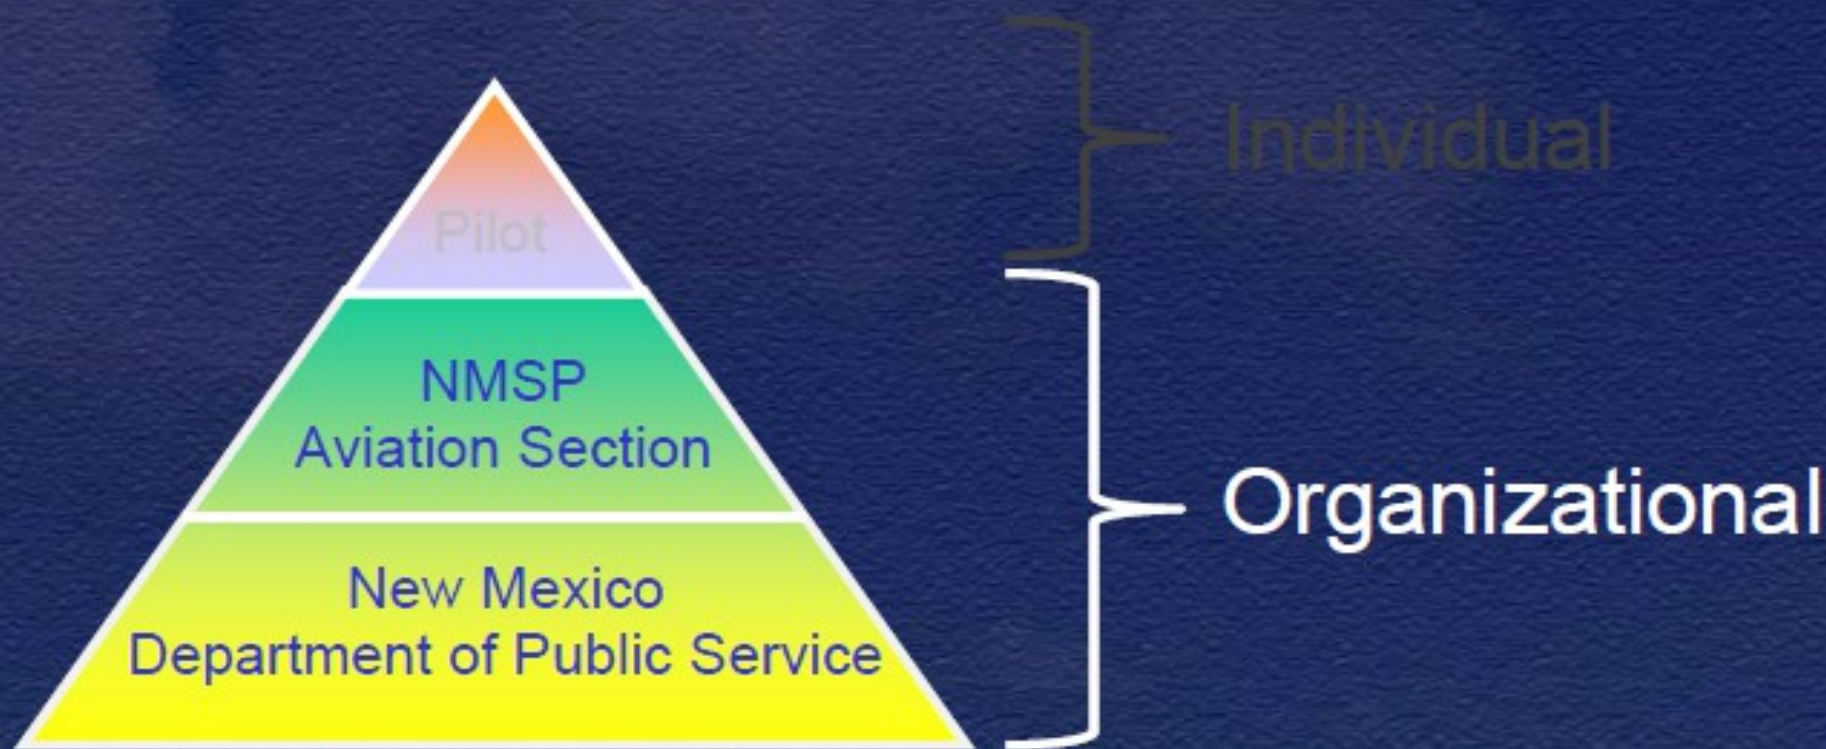 Individual
Pilot
NMSP
Aviation Section
Organizational
New Mexico
Department of Public Service